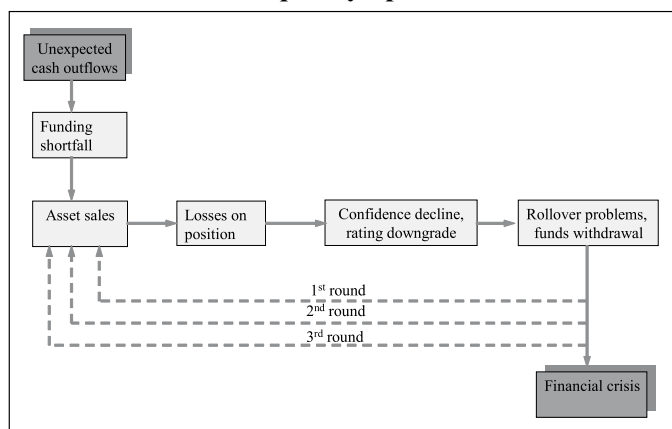 Unexpected
cash outflows
Funding
shortfall
Asset sales
Losses on
position
Confidence decline,
rating downgrade
Rollover problems,
funds withdrawal
1st round
2nd round
3rd round
Financial crisis